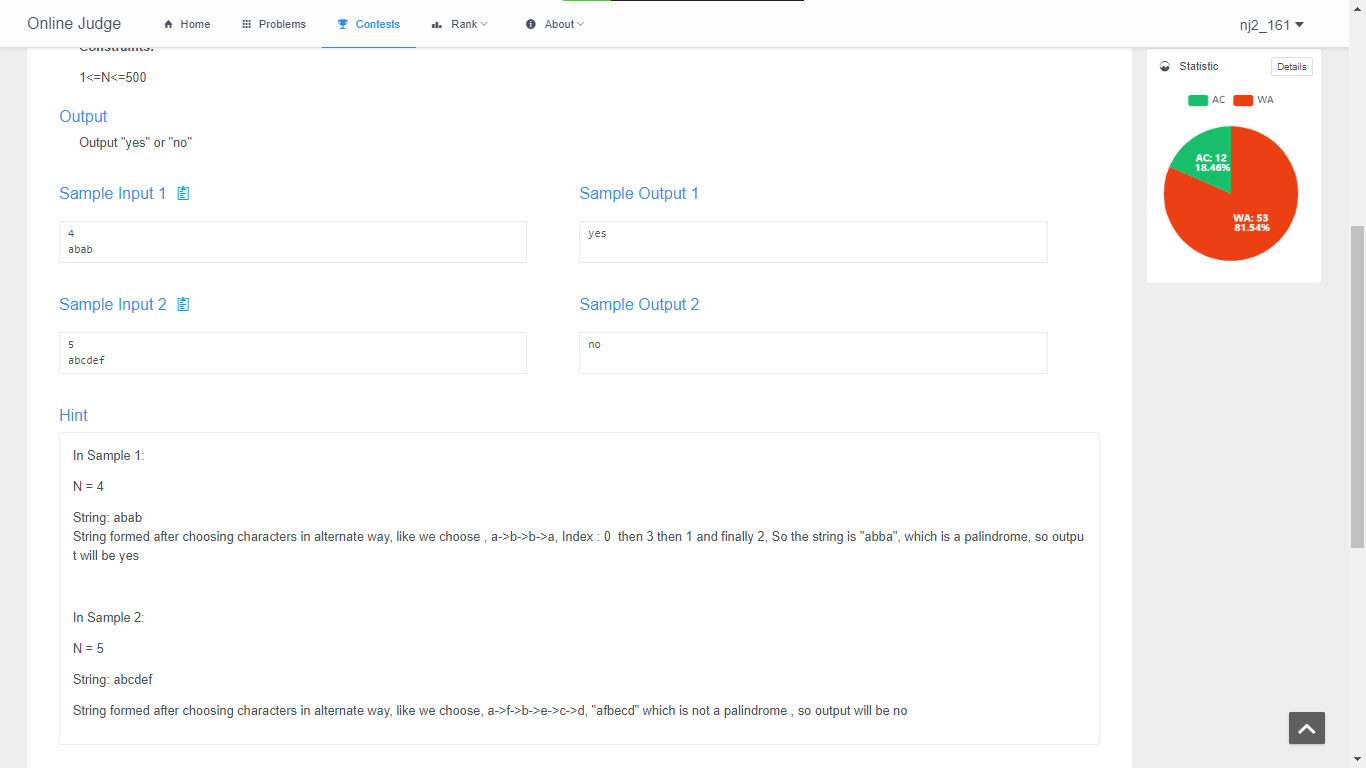 Online Judge Home Problems Contests Rank About nj2_161
Constraints:
1<=N<=500
Output
Output "yes" or "no"
Sample Input 1
4
abab
Sample Output 1
yes
Sample Input 2
5
abcdef
Sample Output 2
no
Hint
In Sample 1:
N = 4
String: abab
String formed after choosing characters in alternate way, like we choose , a->b->b->a, Index : 0  then 3 then 1 and finally 2, So the string is "abba", which is a palindrome, so outpu
t will be yes
In Sample 2:
N = 5
String: abcdef
String formed after choosing characters in alternate way, like we choose, a->f->b->e->c->d, "afbecd" which is not a palindrome , so output will be no
Statistic Details
AC WA
AC: 12
18.46%
WA: 53
81.54%